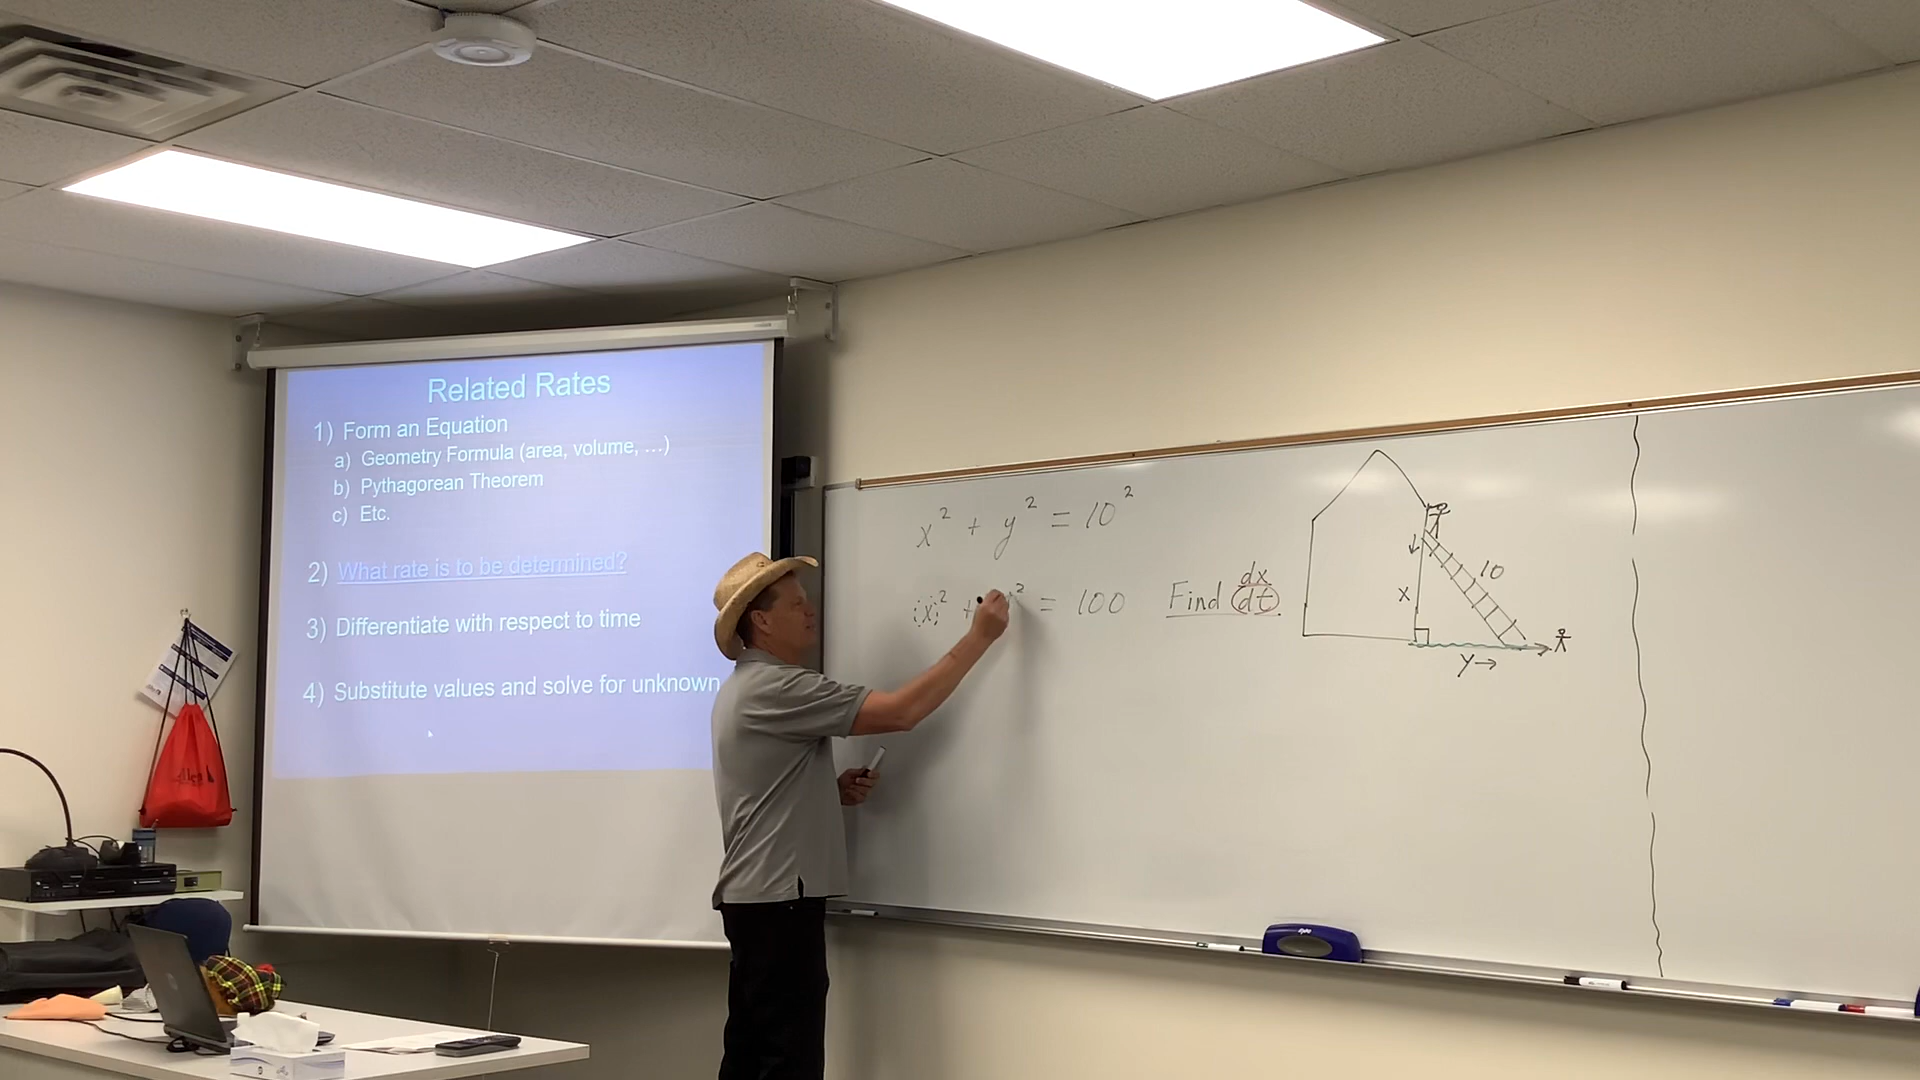 Related Rates
1) Form an Equation
a) Geometry Formula (area, volume, ...)
b) Pythagorean Theorem
c) Etc.
2) What rate is to be determined?
3) Differentiate with respect to time
4) Substitute values and solve for unknown
x² + y² = 10²
x² + y² = 100
Find dx/dt
10
x
y→